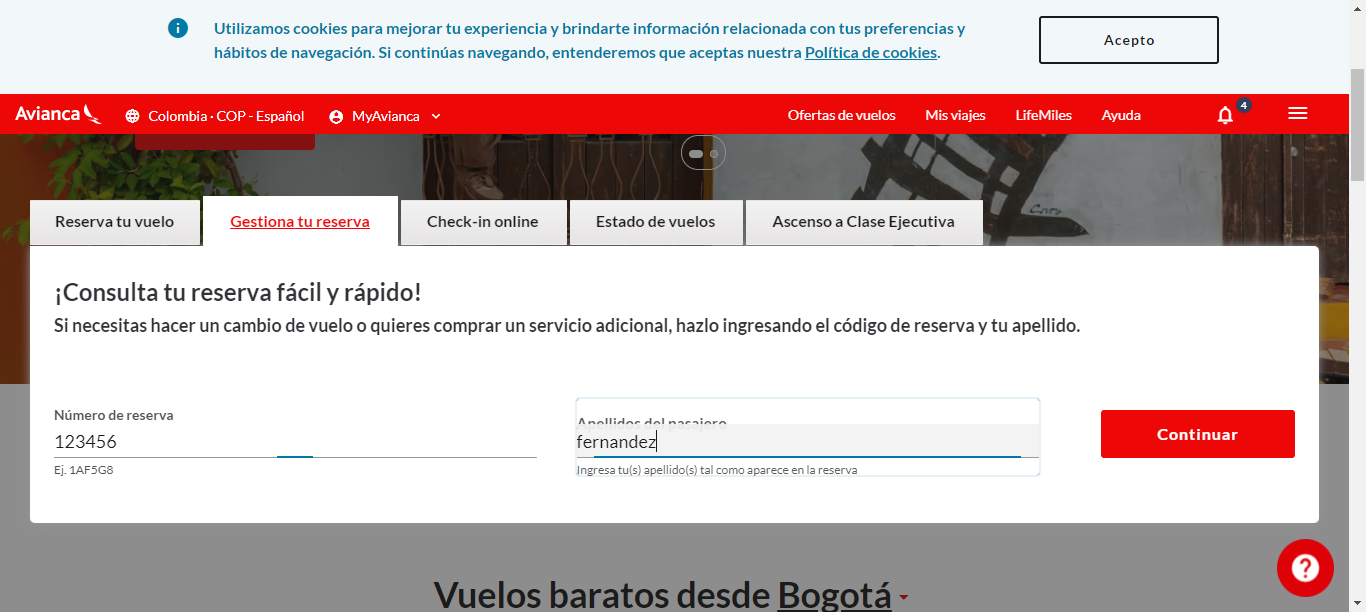 Utilizamos cookies para mejorar tu experiencia y brindarte información relacionada con tus preferencias y
hábitos de navegación. Si continúas navegando, entenderemos que aceptas nuestra Política de cookies.
Acepto
Avianca
Colombia · COP - Español
MyAvianca
Ofertas de vuelos
Mis viajes
LifeMiles
Ayuda
4
Reserva tu vuelo
Gestiona tu reserva
Check-in online
Estado de vuelos
Ascenso a Clase Ejecutiva
¡Consulta tu reserva fácil y rápido!
Si necesitas hacer un cambio de vuelo o quieres comprar un servicio adicional, hazlo ingresando el código de reserva y tu apellido.
Número de reserva
123456
Ej. 1AF5G8
Apellidos del pasajero
fernandez
Ingresa tu(s) apellido(s) tal como aparece en la reserva
Continuar
Vuelos baratos desde Bogotá